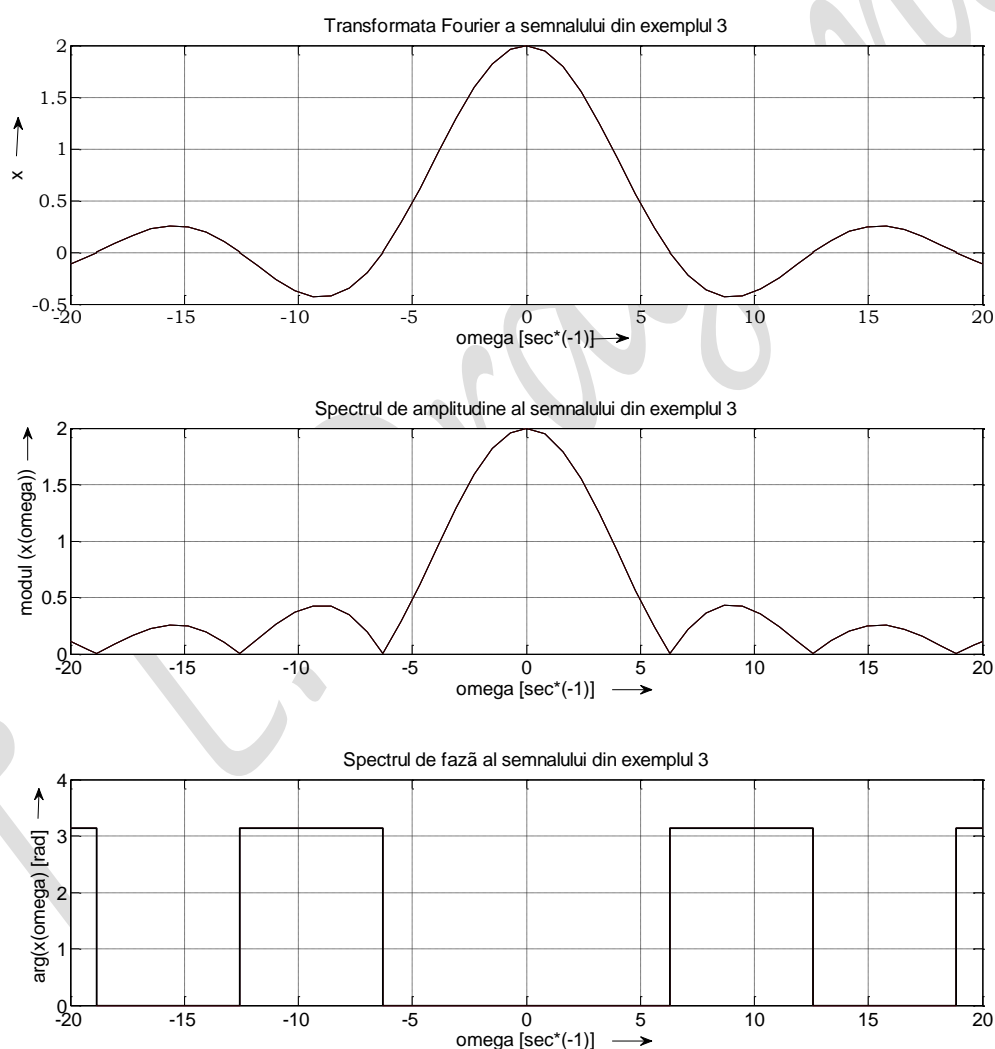 Transformata Fourier a semnalului din exemplul 3
2
1.5
1
0.5
0
-0.5
x
-20 -15 -10 -5 0 5 10 15 20
omega [sec*(-1)]
Spectrul de amplitudine al semnalului din exemplul 3
2
1.5
1
0.5
0
modul (x(omega))
-20 -15 -10 -5 0 5 10 15 20
omega [sec*(-1)]
Spectrul de fazã al semnalului din exemplul 3
4
3
2
1
0
arg(x(omega) [rad]
-20 -15 -10 -5 0 5 10 15 20
omega [sec*(-1)]